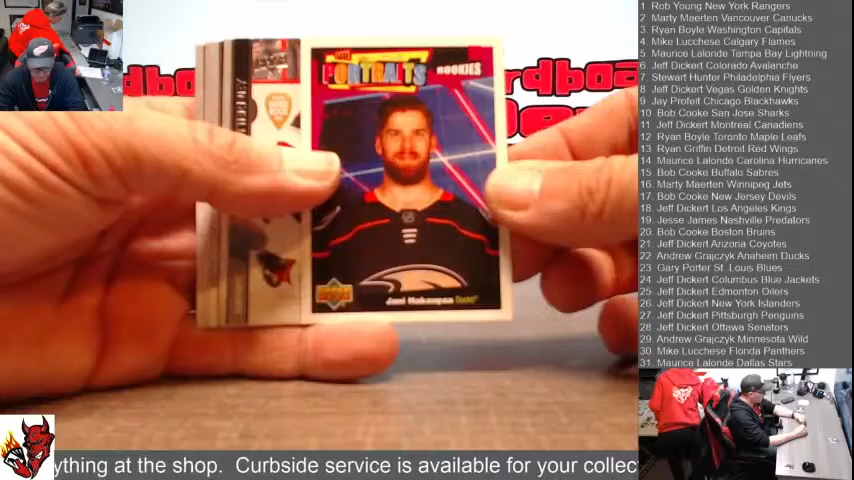 UD
PORTRAITS
ROOKIES
UPPER DECK
Jani Hakanpaa Ducks
1 Rob Young New York Rangers
2 Marty Maerten Vancouver Canucks
3 Ryan Boyle Washington Capitals
4 Mike Lucchese Calgary Flames
5 Maurice Lalonde Tampa Bay Lightning
6 Jeff Dickert Colorado Avalanche
7 Stewart Hunter Philadelphia Flyers
8 Jeff Dickert Vegas Golden Knights
9 Jay Profeit Chicago Blackhawks
10 Bob Cooke San Jose Sharks
11 Jeff Dickert Montreal Canadiens
12 Ryan Boyle Toronto Maple Leafs
13 Ryan Griffin Detroit Red Wings
14 Maurice Lalonde Carolina Hurricanes
15 Bob Cooke Buffalo Sabres
16 Marty Maerten Winnipeg Jets
17 Bob Cooke New Jersey Devils
18 Jeff Dickert Los Angeles Kings
19 Jesse James Nashville Predators
20 Bob Cooke Boston Bruins
21 Jeff Dickert Arizona Coyotes
22 Andrew Grajczyk Anaheim Ducks
23 Gary Porter St Louis Blues
24 Jeff Dickert Columbus Blue Jackets
25 Jeff Dickert Edmonton Oilers
26 Jeff Dickert New York Islanders
27 Jeff Dickert Pittsburgh Penguins
28 Jeff Dickert Ottawa Senators
29 Andrew Grajczyk Minnesota Wild
30 Mike Lucchese Florida Panthers
31 Maurice Lalonde Dallas Stars
ything at the shop. Curbside service is available for your collec